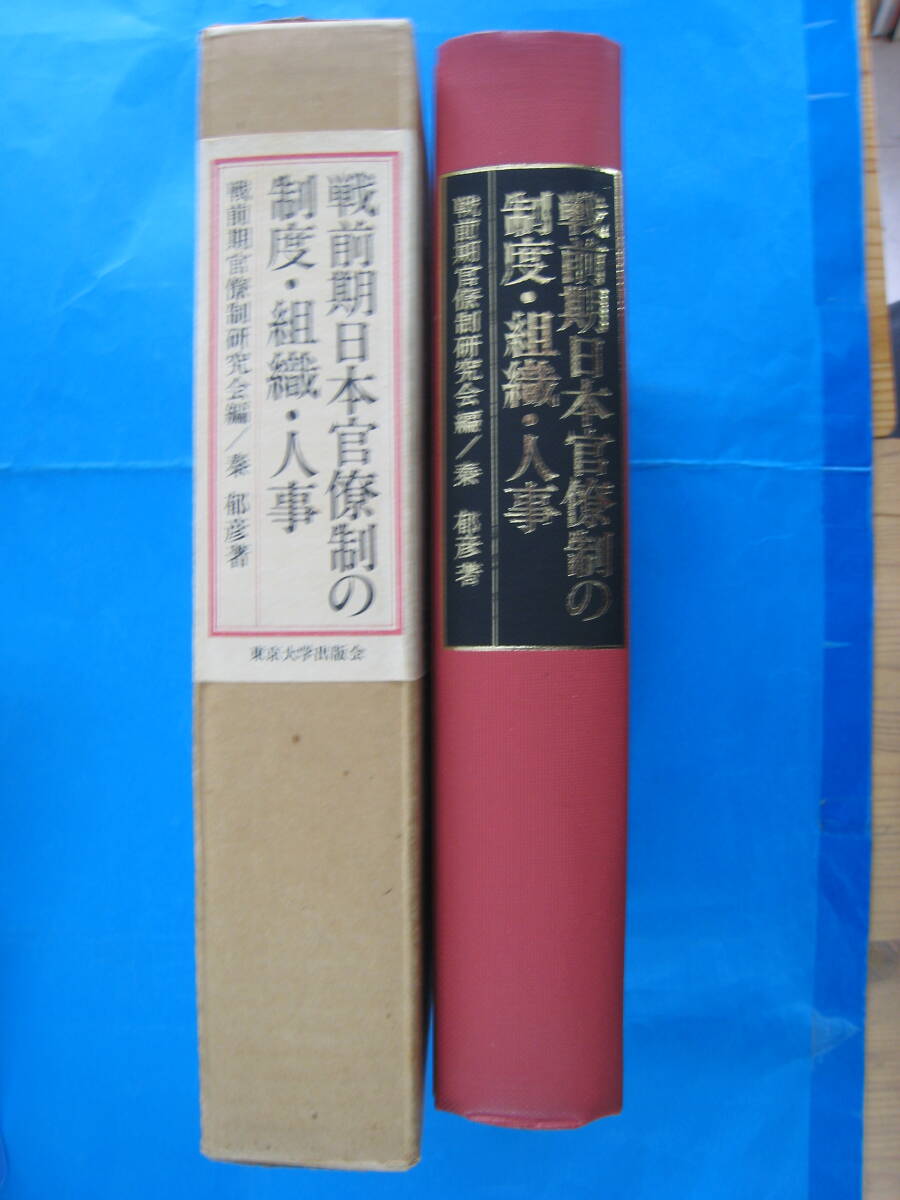 戦前期日本官僚制の
制度・組織・人事
戦前期官僚制研究会編/秦 郁彦著
東京大学出版会
戦前期日本官僚制の
制度・組織・人事
戦前期官僚制研究会編/秦 郁彦著